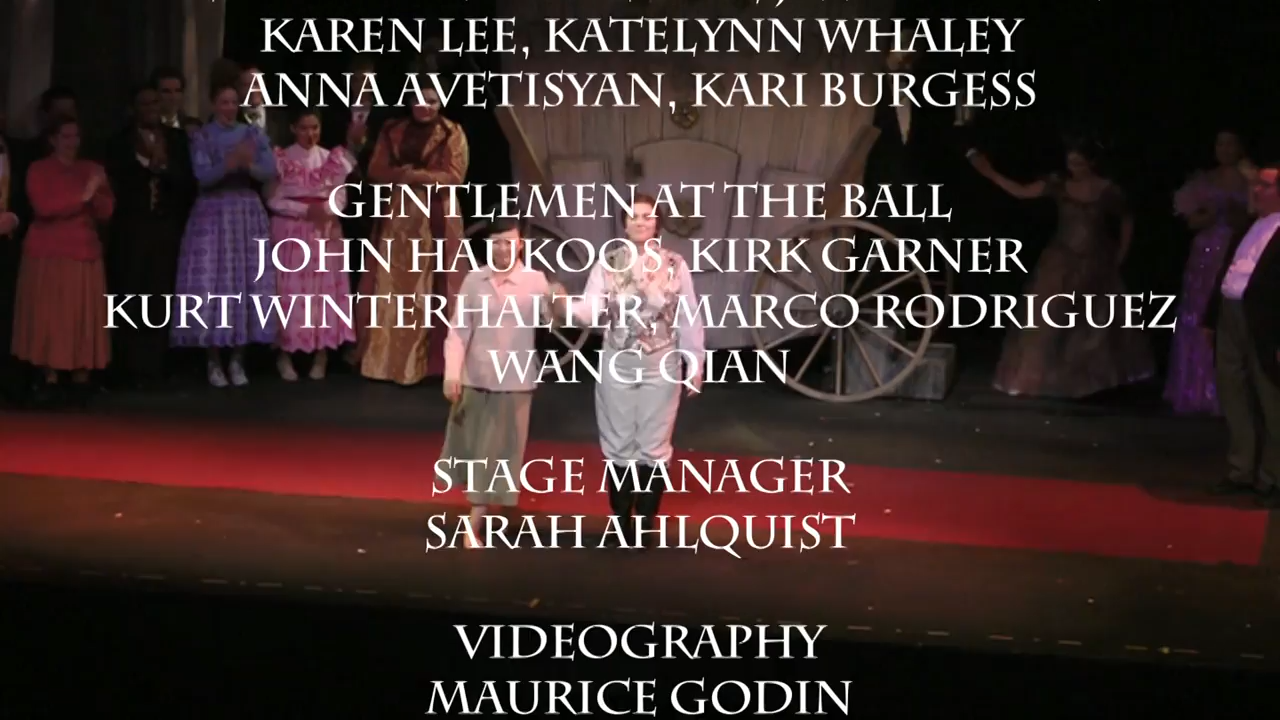 KAREN LEE, KATELYNN WHALEY
ANNA AVETISYAN, KARI BURGESS
GENTLEMEN AT THE BALL
JOHN HAUKOOS, KIRK GARNER
KURT WINTERHALTER, MARCO RODRIGUEZ
WANG QIAN
STAGE MANAGER
SARAH AHLQUIST
VIDEOGRAPHY
MAURICE GODIN